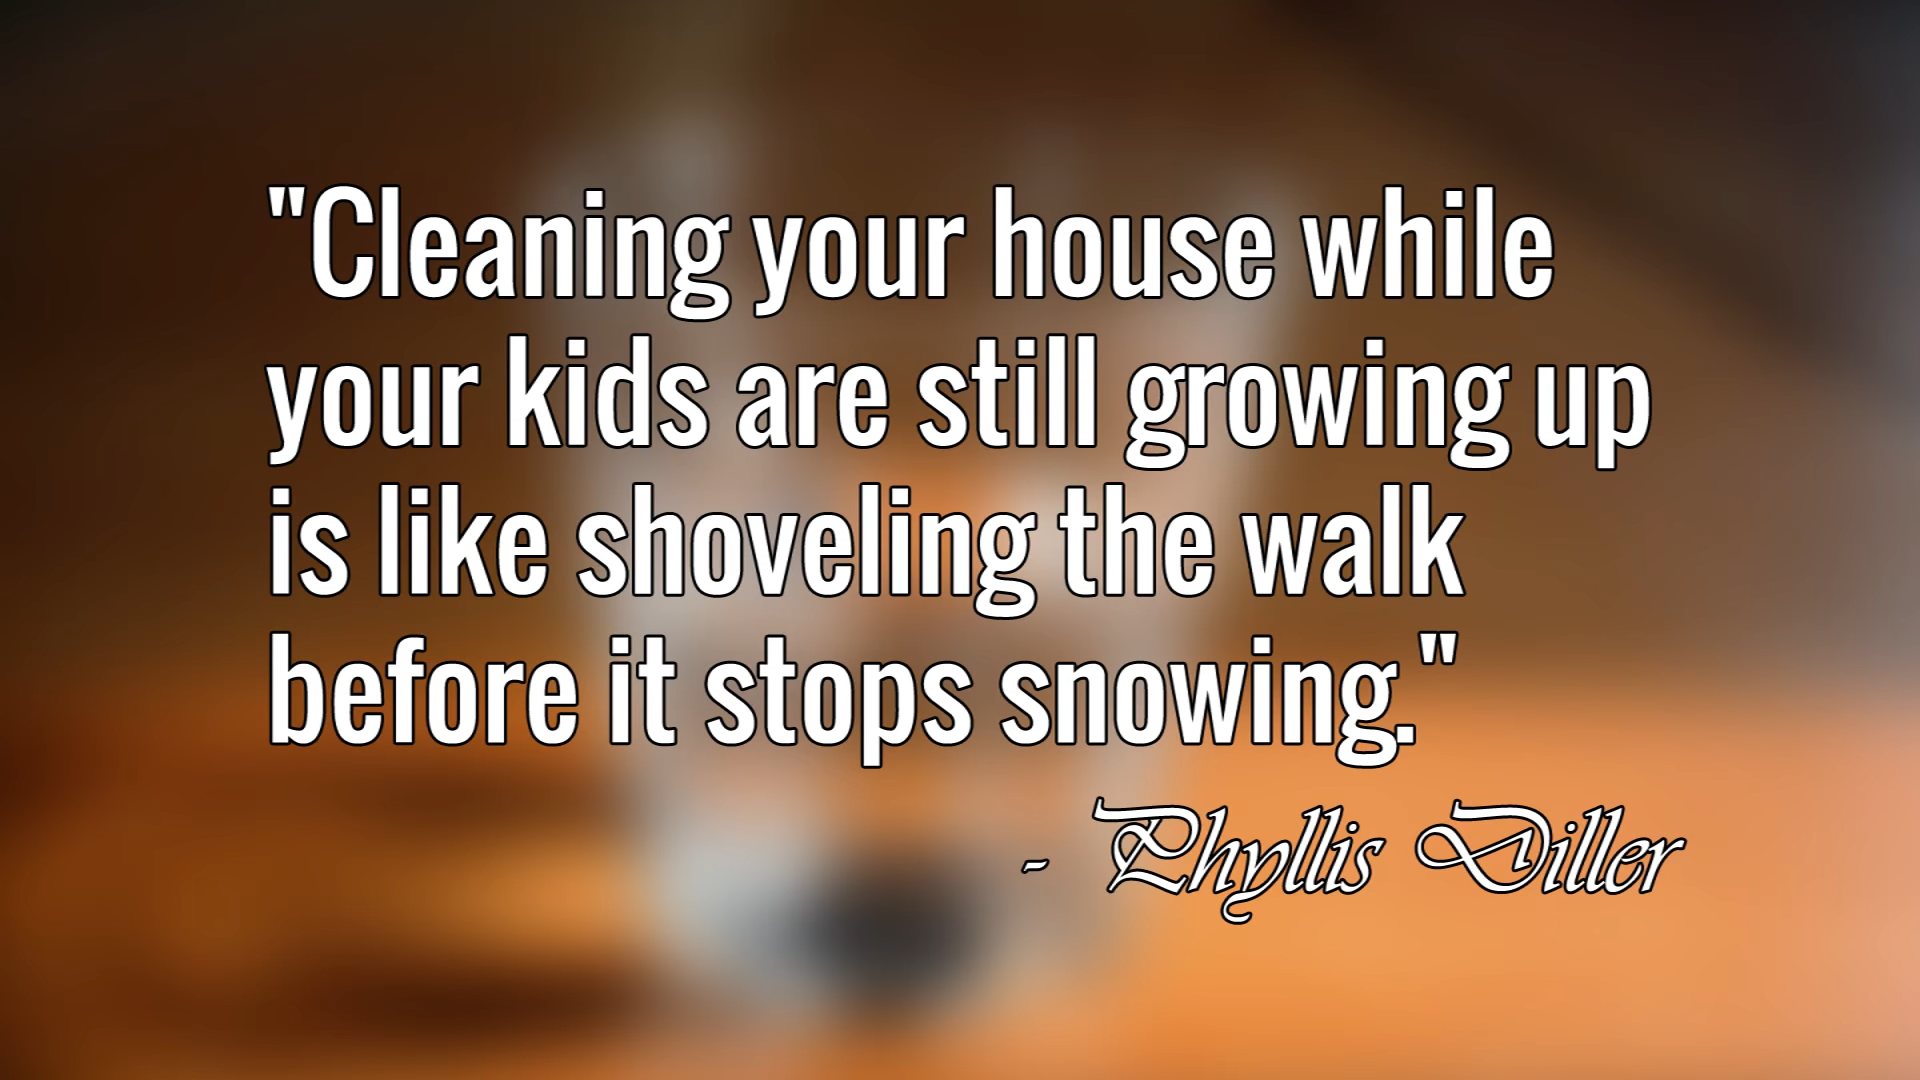 "Cleaning your house while
your kids are still growing up
is like shoveling the walk
before it stops snowing."
- Phyllis Diller